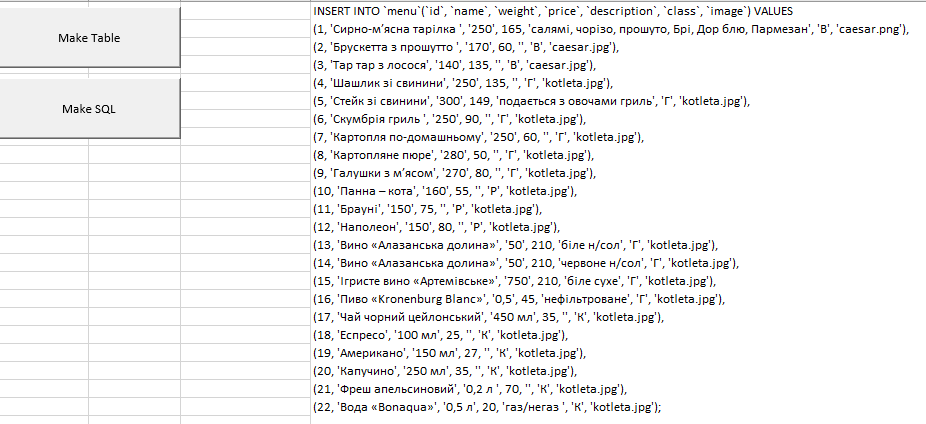 Make Table
Make SQL
INSERT INTO `menu`(`id`, `name`, `weight`, `price`, `description`, `class`, `image`) VALUES
(1, 'Сирно-м’ясна тарілка ', '250', 165, 'салямі, чорізо, прошуто, Брі, Дор блю, Пармезан', 'В', 'caesar.png'),
(2, 'Брускетта з прошутто ', '170', 60, '', 'В', 'caesar.jpg'),
(3, 'Тар тар з лосося', '140', 135, '', 'В', 'caesar.jpg'),
(4, 'Шашлик зі свинини', '250', 135, '', 'Г', 'kotleta.jpg'),
(5, 'Стейк зі свинини', '300', 149, 'подається з овочами гриль', 'Г', 'kotleta.jpg'),
(6, 'Скумбрія гриль ', '250', 90, '', 'Г', 'kotleta.jpg'),
(7, 'Картопля по-домашньому', '250', 60, '', 'Г', 'kotleta.jpg'),
(8, 'Картопляне пюре', '280', 50, '', 'Г', 'kotleta.jpg'),
(9, 'Галушки з м’ясом', '270', 80, '', 'Г', 'kotleta.jpg'),
(10, 'Панна – кота', '160', 55, '', 'Р', 'kotleta.jpg'),
(11, 'Брауні', '150', 75, '', 'Р', 'kotleta.jpg'),
(12, 'Наполеон', '150', 80, '', 'Р', 'kotleta.jpg'),
(13, 'Вино «Алазанська долина»', '50', 210, 'біле н/сол', 'Г', 'kotleta.jpg'),
(14, 'Вино «Алазанська долина»', '50', 210, 'червоне н/сол', 'Г', 'kotleta.jpg'),
(15, 'Ігристе вино «Артемівське»', '750', 210, 'біле сухе', 'Г', 'kotleta.jpg'),
(16, 'Пиво «Kronenburg Blanc»', '0,5', 45, 'нефільтроване', 'Г', 'kotleta.jpg'),
(17, 'Чай чорний цейлонський', '450 мл', 35, '', 'К', 'kotleta.jpg'),
(18, 'Еспресо', '100 мл', 25, '', 'К', 'kotleta.jpg'),
(19, 'Американо', '150 мл', 27, '', 'К', 'kotleta.jpg'),
(20, 'Капучино', '250 мл', 35, '', 'К', 'kotleta.jpg'),
(21, 'Фреш апельсиновий', '0,2 л ', 70, '', 'К', 'kotleta.jpg'),
(22, 'Вода «Bonaqua»', '0,5 л', 20, 'газ/негаз ', 'К', 'kotleta.jpg');